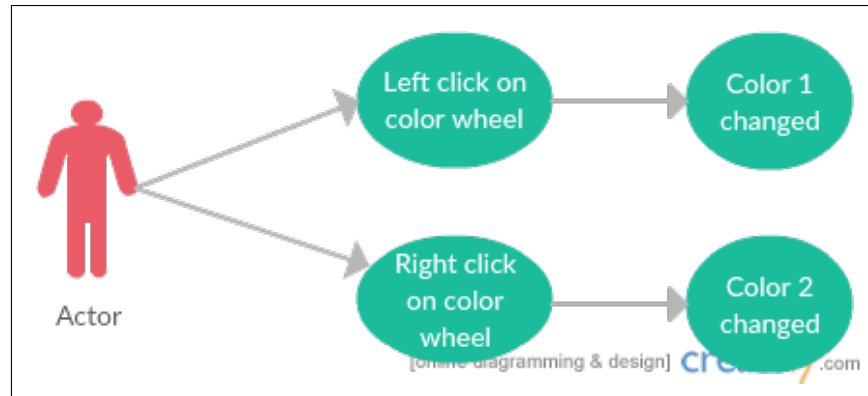 Left click on
color wheel
Color 1
changed
Actor
Right click
on color
wheel
Color 2
changed
[online diagramming & design]
.com